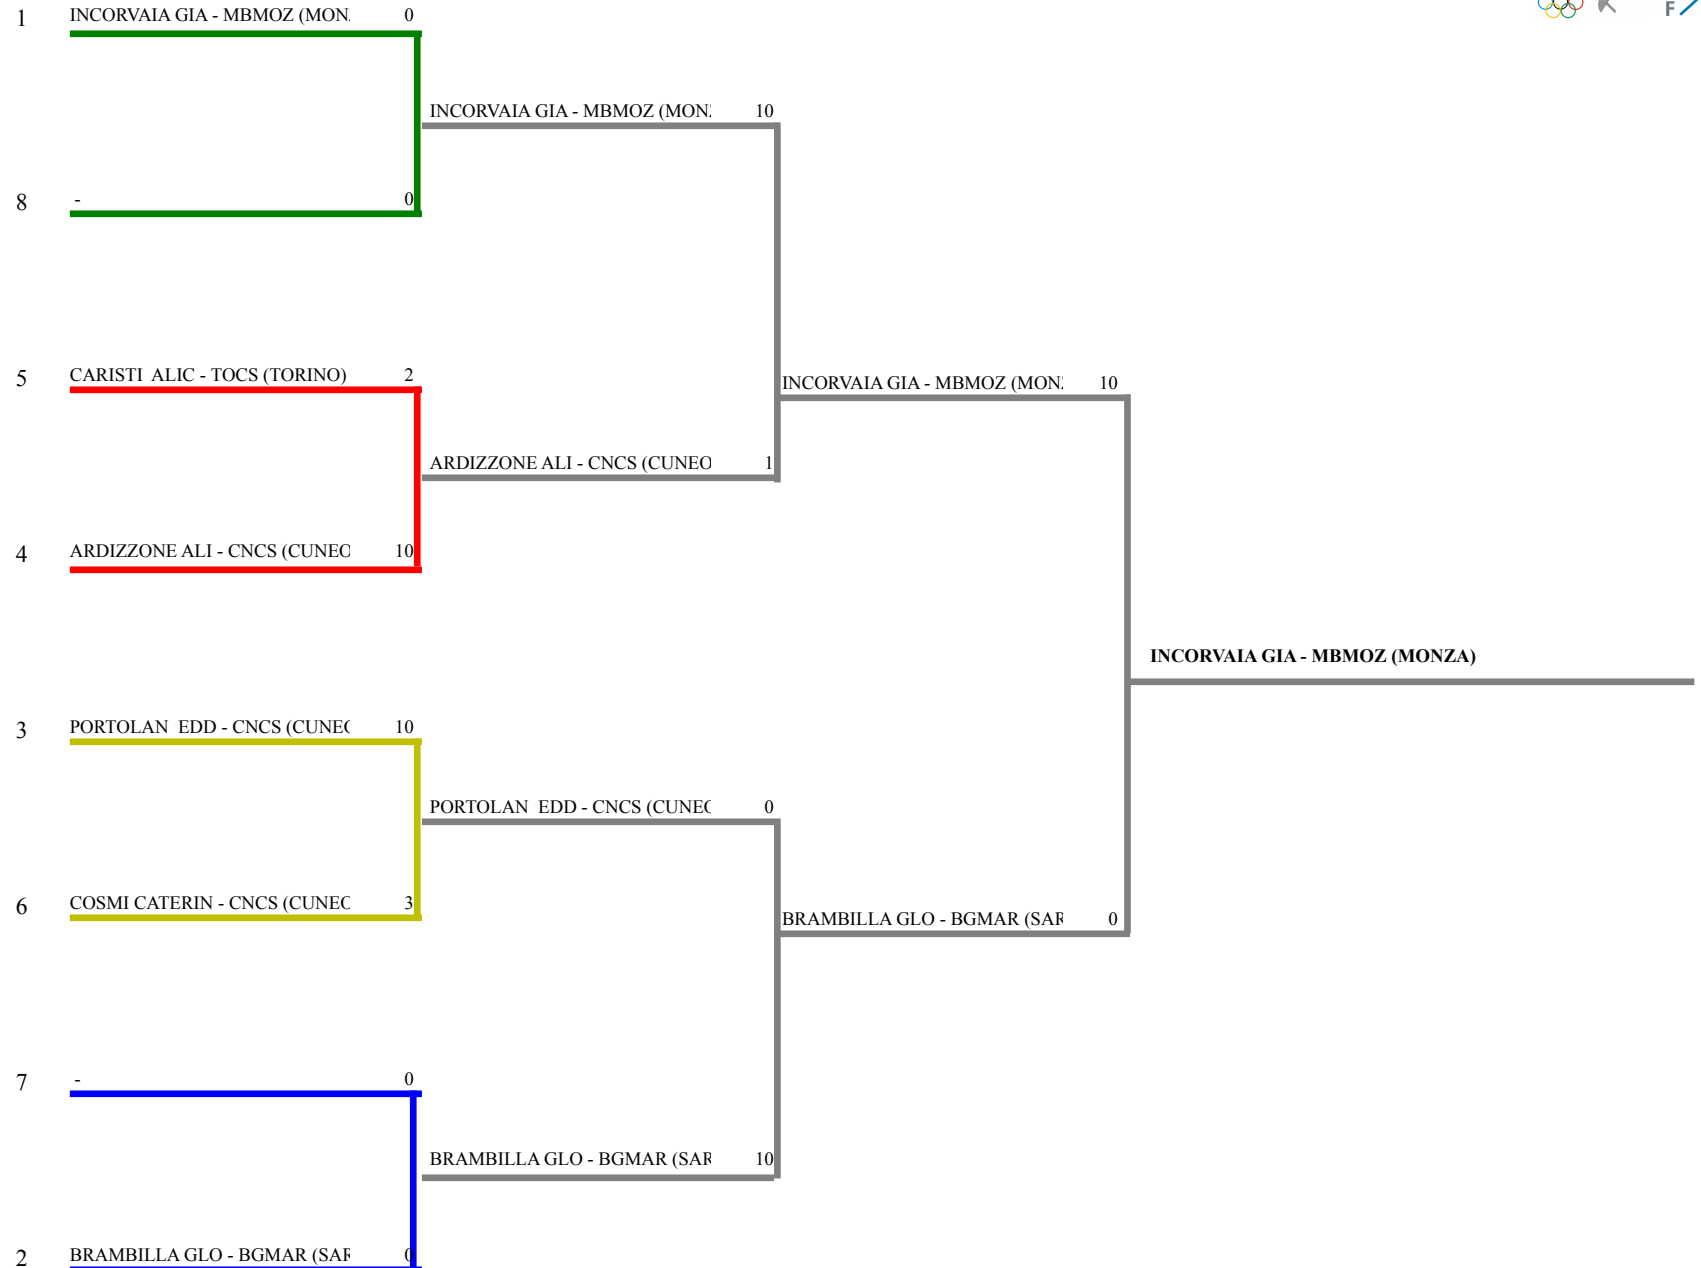 1 INCORVAIA GIA - MBMOZ (MON 0
F
INCORVAIA GIA - MBMOZ (MON 10
8 - 0
5 CARISTI ALIC - TOCS (TORINO) 2
INCORVAIA GIA - MBMOZ (MON 10
ARDIZZONE ALI - CNCS (CUNEO 1
4 ARDIZZONE ALI - CNCS (CUNEO 10
INCORVAIA GIA - MBMOZ (MONZA)
3 PORTOLAN EDD - CNCS (CUNEO 10
PORTOLAN EDD - CNCS (CUNEO 0
6 COSMI CATERIN - CNCS (CUNEO 3
BRAMBILLA GLO - BGMAR (SAR 0
7 - 0
BRAMBILLA GLO - BGMAR (SAR 10
2 BRAMBILLA GLO - BGMAR (SAR 0